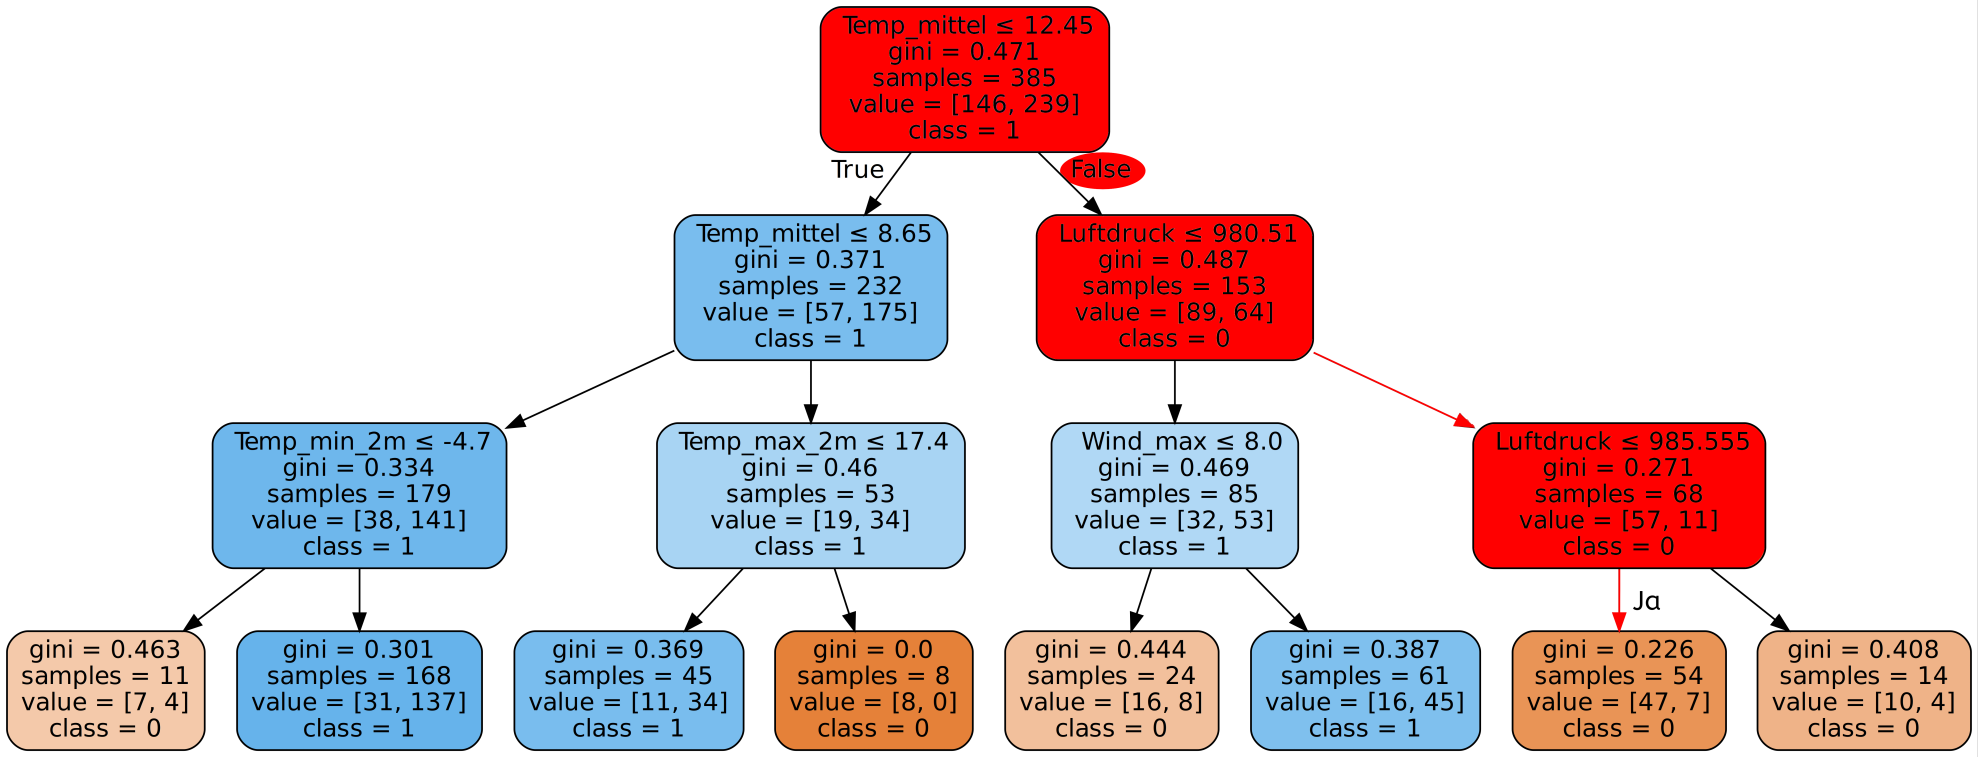 Temp_mittel ≤ 12.45
gini = 0.471
samples = 385
value = [146, 239]
class = 1
True
False
Temp_mittel ≤ 8.65
gini = 0.371
samples = 232
value = [57, 175]
class = 1
Luftdruck ≤ 980.51
gini = 0.487
samples = 153
value = [89, 64]
class = 0
Temp_min_2m ≤ -4.7
gini = 0.334
samples = 179
value = [38, 141]
class = 1
Temp_max_2m ≤ 17.4
gini = 0.46
samples = 53
value = [19, 34]
class = 1
Wind_max ≤ 8.0
gini = 0.469
samples = 85
value = [32, 53]
class = 1
Luftdruck ≤ 985.555
gini = 0.271
samples = 68
value = [57, 11]
class = 0
Ja
gini = 0.463
samples = 11
value = [7, 4]
class = 0
gini = 0.301
samples = 168
value = [31, 137]
class = 1
gini = 0.369
samples = 45
value = [11, 34]
class = 1
gini = 0.0
samples = 8
value = [8, 0]
class = 0
gini = 0.444
samples = 24
value = [16, 8]
class = 0
gini = 0.387
samples = 61
value = [16, 45]
class = 1
gini = 0.226
samples = 54
value = [47, 7]
class = 0
gini = 0.408
samples = 14
value = [10, 4]
class = 0